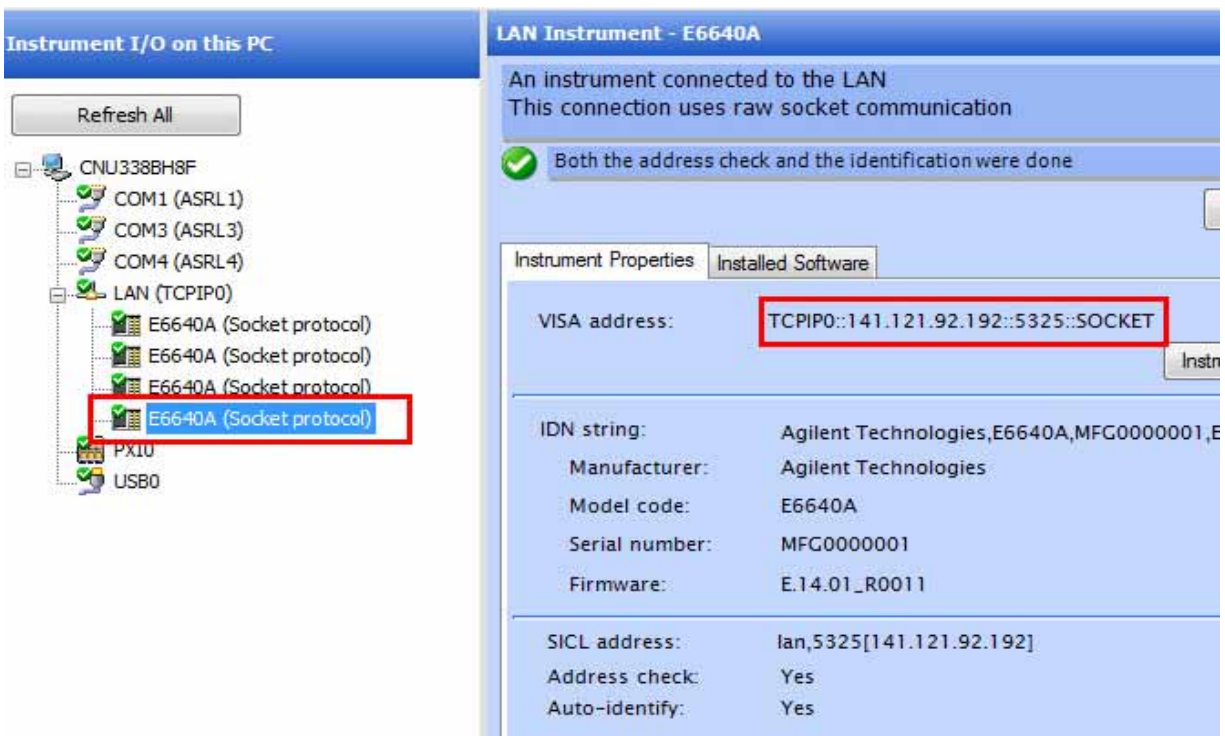 Instrument I/O on this PC
Refresh All
CNU338BH8F
COM1 (ASRL1)
COM3 (ASRL3)
COM4 (ASRL4)
LAN (TCPIP0)
E6640A (Socket protocol)
E6640A (Socket protocol)
E6640A (Socket protocol)
E6640A (Socket protocol)
PXI0
USB0
LAN Instrument - E6640A
An instrument connected to the LAN
This connection uses raw socket communication
Both the address check and the identification were done
Instrument Properties
Installed Software
VISA address: TCPIP0::141.121.92.192::5325::SOCKET
Instr
IDN string: Agilent Technologies,E6640A,MFG0000001,E
Manufacturer: Agilent Technologies
Model code: E6640A
Serial number: MFG0000001
Firmware: E.14.01_R0011
SICL address: lan,5325[141.121.92.192]
Address check: Yes
Auto-identify: Yes